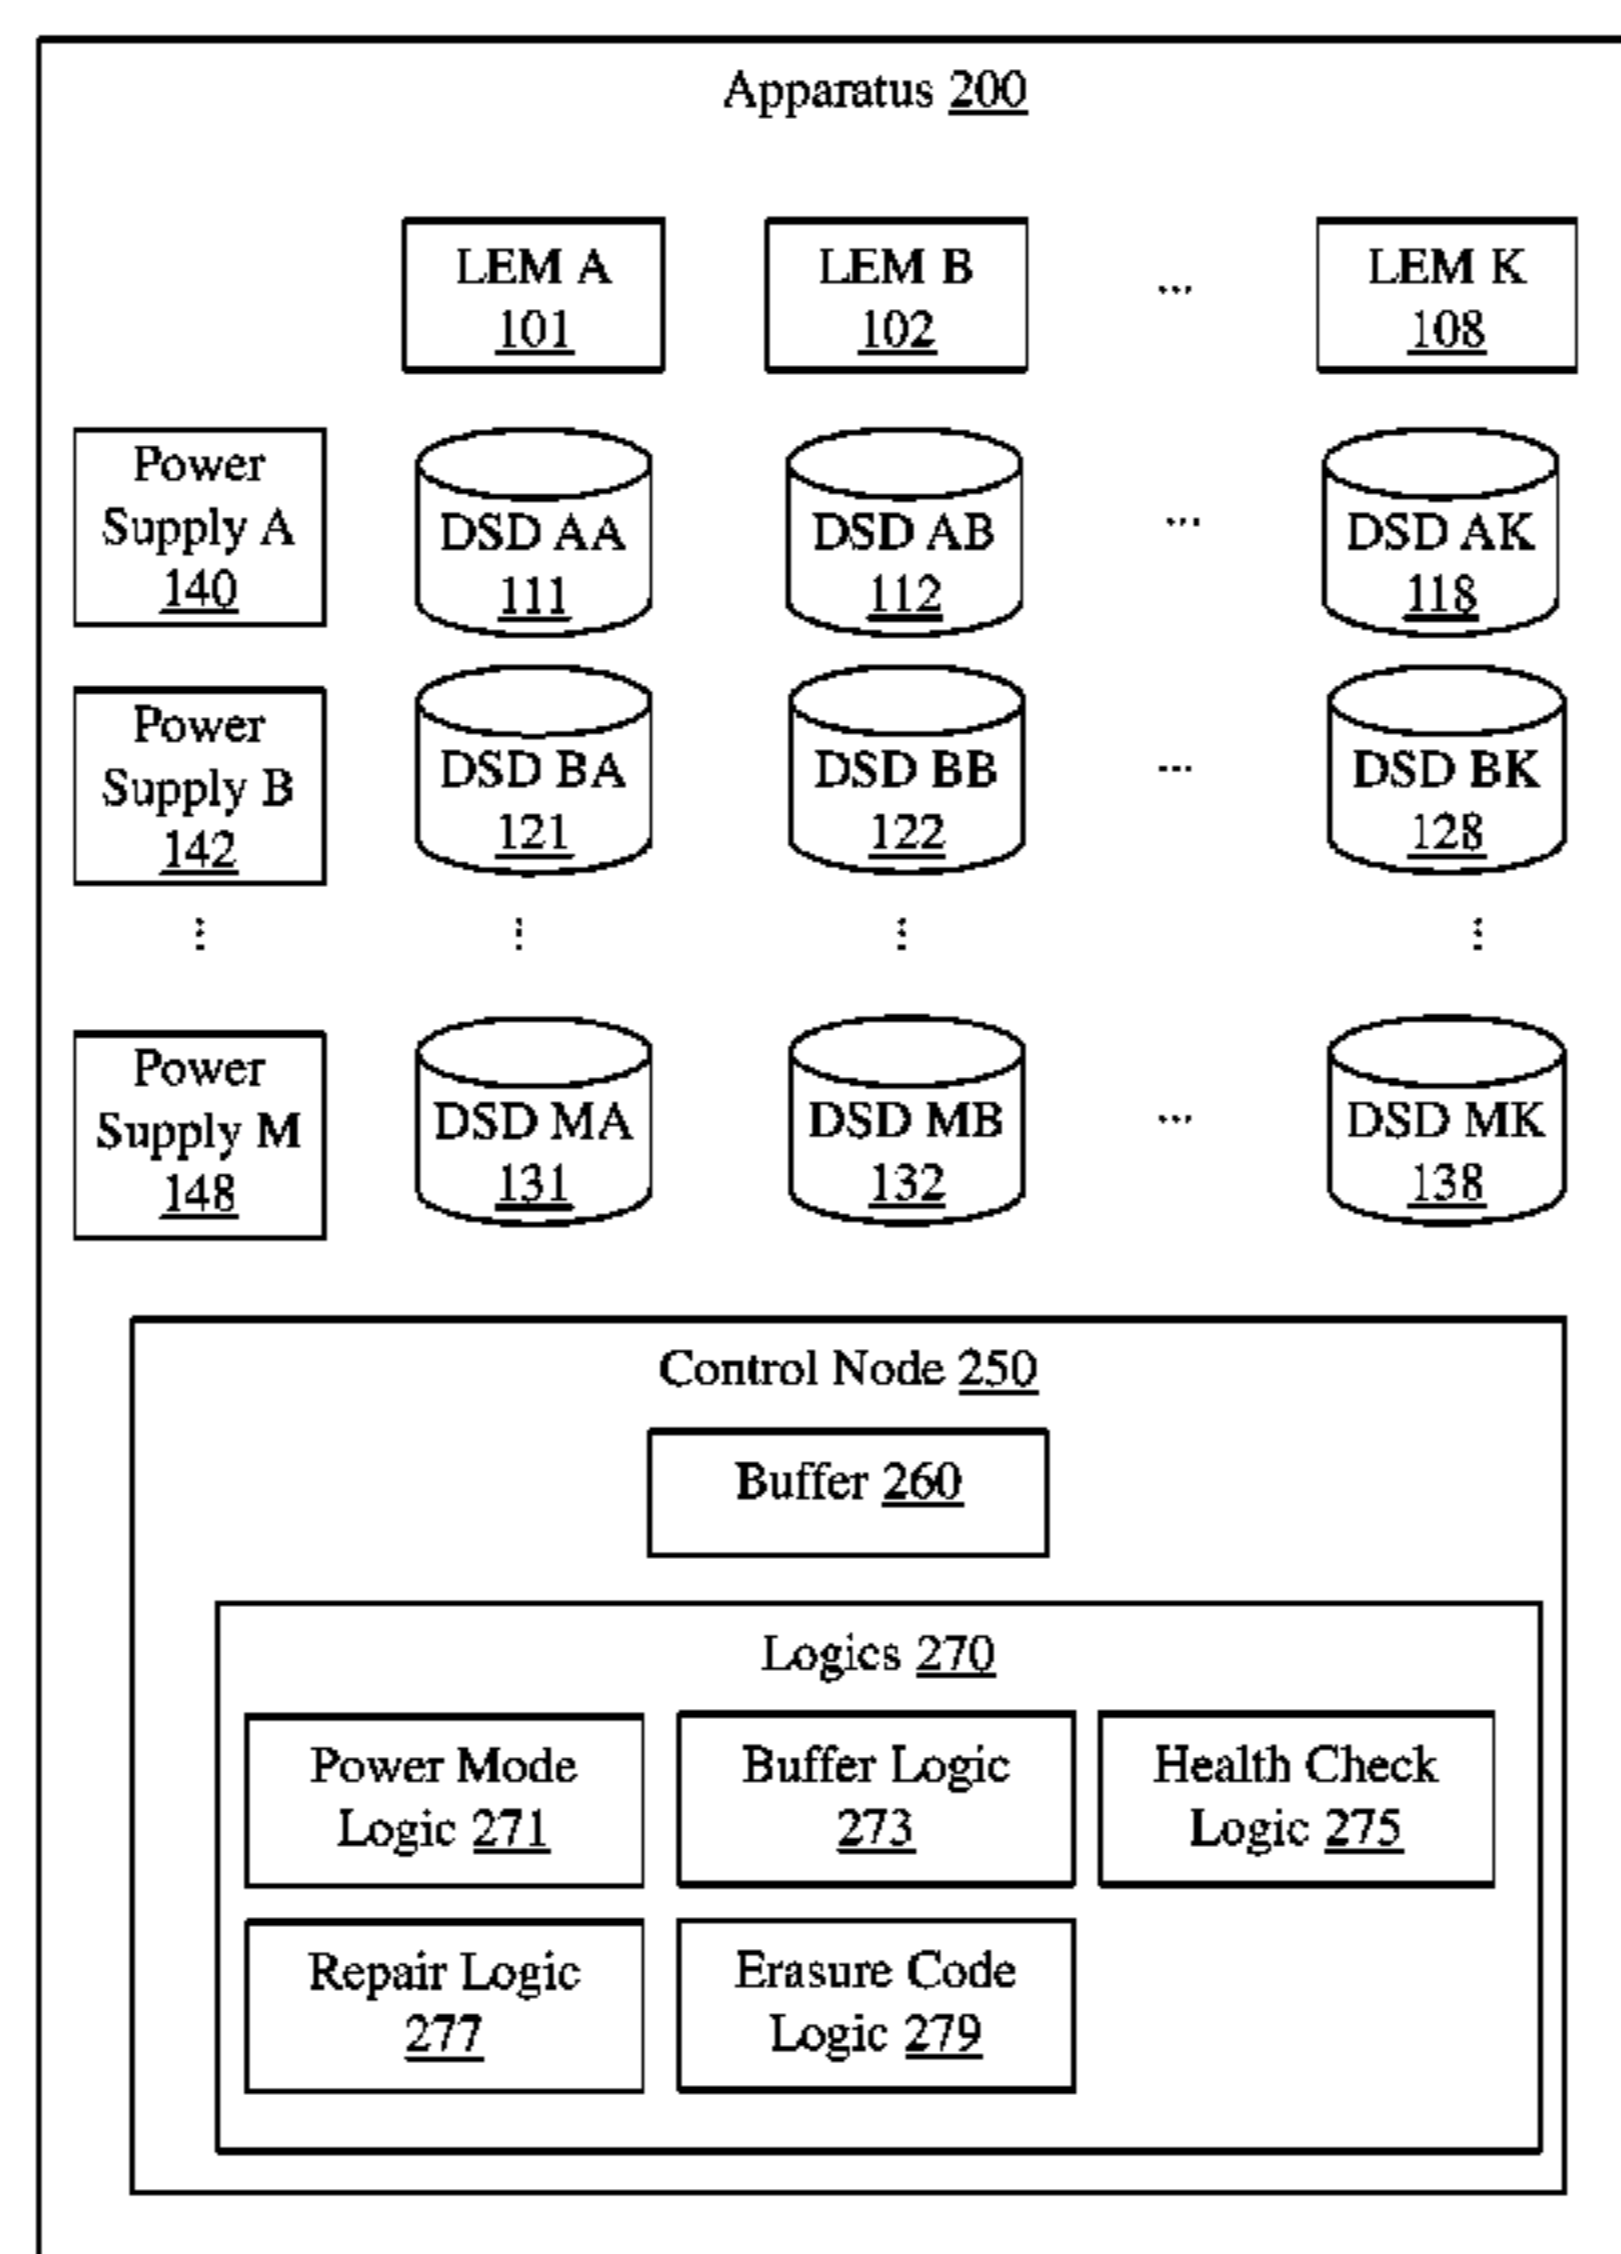 Apparatus 200
LEM A
101
LEM B
102
...
LEM K
108
Power
Supply A
140
DSD AA
111
DSD AB
112
...
DSD AK
118
Power
Supply B
142
DSD BA
121
DSD BB
122
...
DSD BK
128
Power
Supply M
148
DSD MA
131
DSD MB
132
...
DSD MK
138
Control Node 250
Buffer 260
Logics 270
Power Mode
Logic 271
Buffer Logic
273
Health Check
Logic 275
Repair Logic
277
Erasure Code
Logic 279